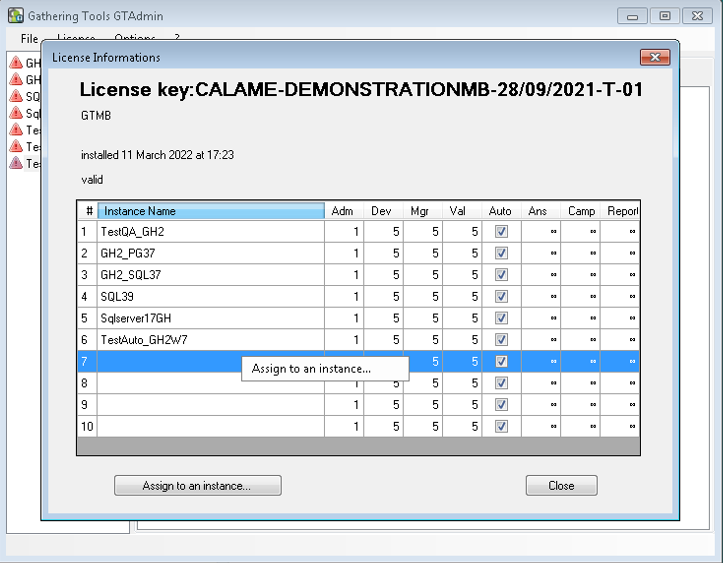 Gathering Tools GTAdmin
File License Options ?
License Informations
GH
GH
SQ
Sql
Tes
Tes
Te
License key:CALAME-DEMONSTRATIONMB-28/09/2021-T-01
GTMB
installed 11 March 2022 at 17:23
valid
# Instance Name Adm Dev Mgr Val Auto Ans Camp Report
1 TestQA_GH2 1 5 5 5 ∞ ∞ ∞
2 GH2_PG37 1 5 5 5 ∞ ∞ ∞
3 GH2_SQL37 1 5 5 5 ∞ ∞ ∞
4 SQL39 1 5 5 5 ∞ ∞ ∞
5 Sqlserver17GH 1 5 5 5 ∞ ∞ ∞
6 TestAuto_GH2W7 1 5 5 5 ∞ ∞ ∞
7 5 5 ∞ ∞ ∞
Assign to an instance...
8 1 5 5 5 ∞ ∞ ∞
9 1 5 5 5 ∞ ∞ ∞
10 1 5 5 5 ∞ ∞ ∞
Assign to an instance... Close